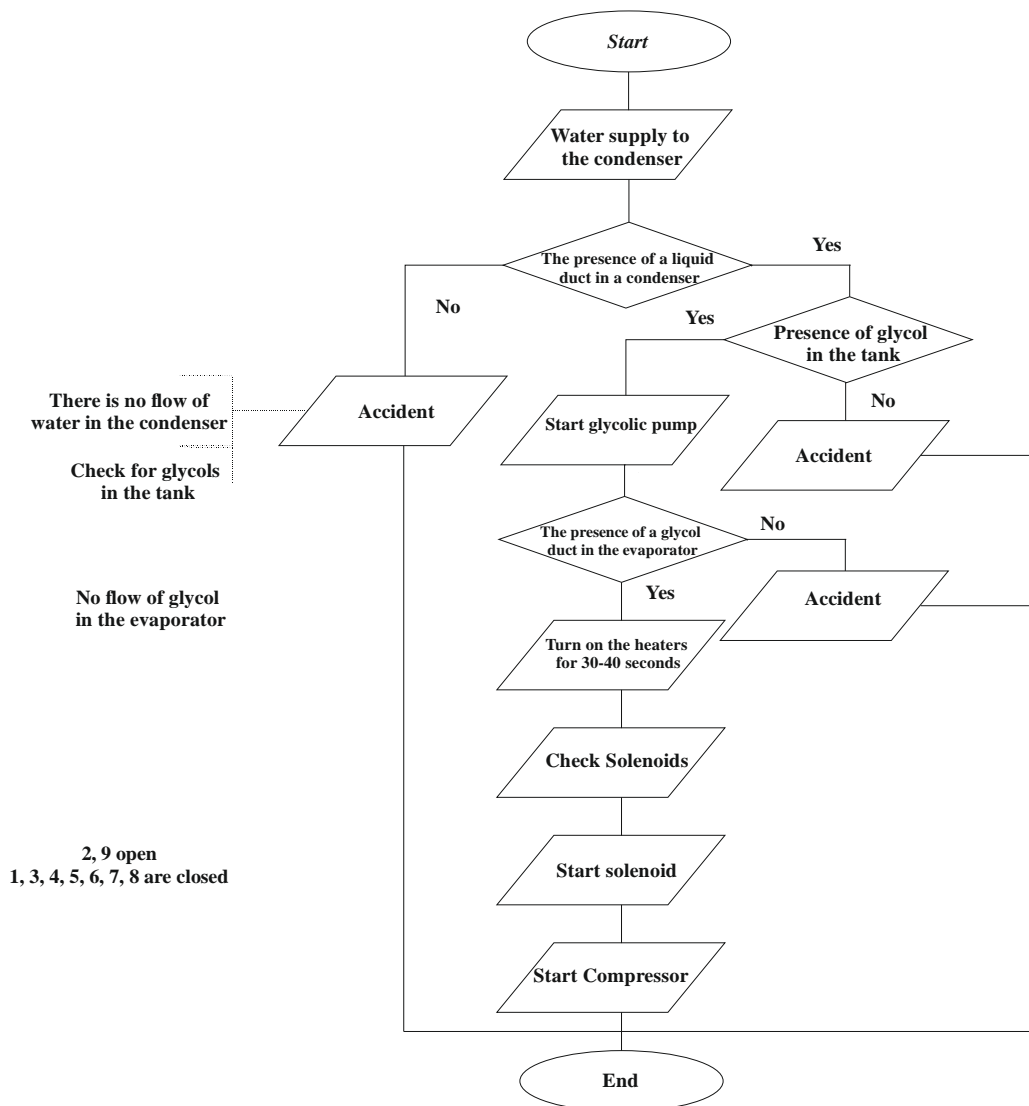 Start
Water supply to
the condenser
The presence of a liquid
duct in a condenser
Yes
No
Yes
Presence of glycol
in the tank
There is no flow of
water in the condenser
Accident
Start glycolic pump
No
Accident
Check for glycols
in the tank
The presence of a glycol
duct in the evaporator
No
Yes
Accident
No flow of glycol
in the evaporator
Turn on the heaters
for 30-40 seconds
Check Solenoids
2, 9 open
1, 3, 4, 5, 6, 7, 8 are closed
Start solenoid
Start Compressor
End